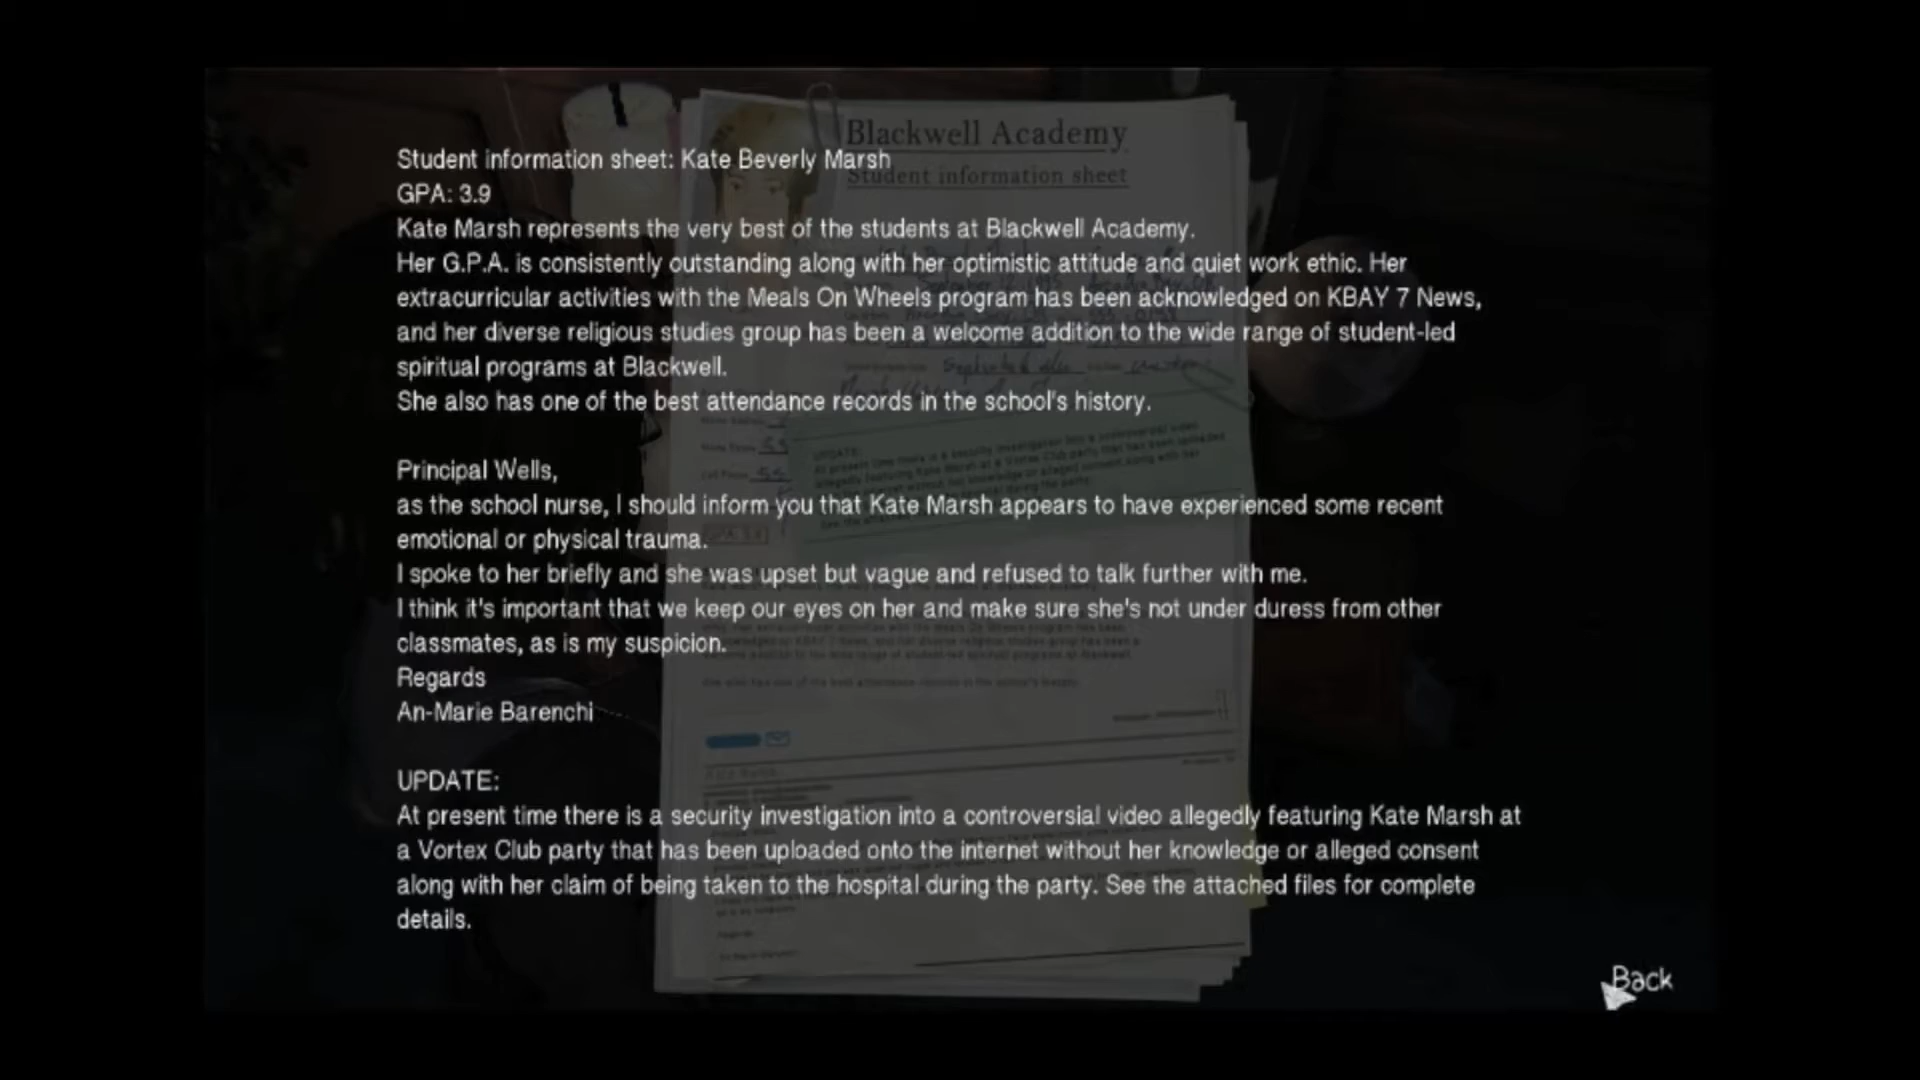 Blackwell Academy
Student information sheet
Student information sheet: Kate Beverly Marsh
GPA: 3.9
Kate Marsh represents the very best of the students at Blackwell Academy.
Her G.P.A. is consistently outstanding along with her optimistic attitude and quiet work ethic. Her
extracurricular activities with the Meals On Wheels program has been acknowledged on KBAY 7 News,
and her diverse religious studies group has been a welcome addition to the wide range of student-led
spiritual programs at Blackwell.
She also has one of the best attendance records in the school's history.
Principal Wells,
as the school nurse, I should inform you that Kate Marsh appears to have experienced some recent
emotional or physical trauma.
I spoke to her briefly and she was upset but vague and refused to talk further with me.
I think it's important that we keep our eyes on her and make sure she's not under duress from other
classmates, as is my suspicion.
Regards
An-Marie Barenchi
UPDATE:
At present time there is a security investigation into a controversial video allegedly featuring Kate Marsh at
a Vortex Club party that has been uploaded onto the internet without her knowledge or alleged consent
along with her claim of being taken to the hospital during the party. See the attached files for complete
details.
Back